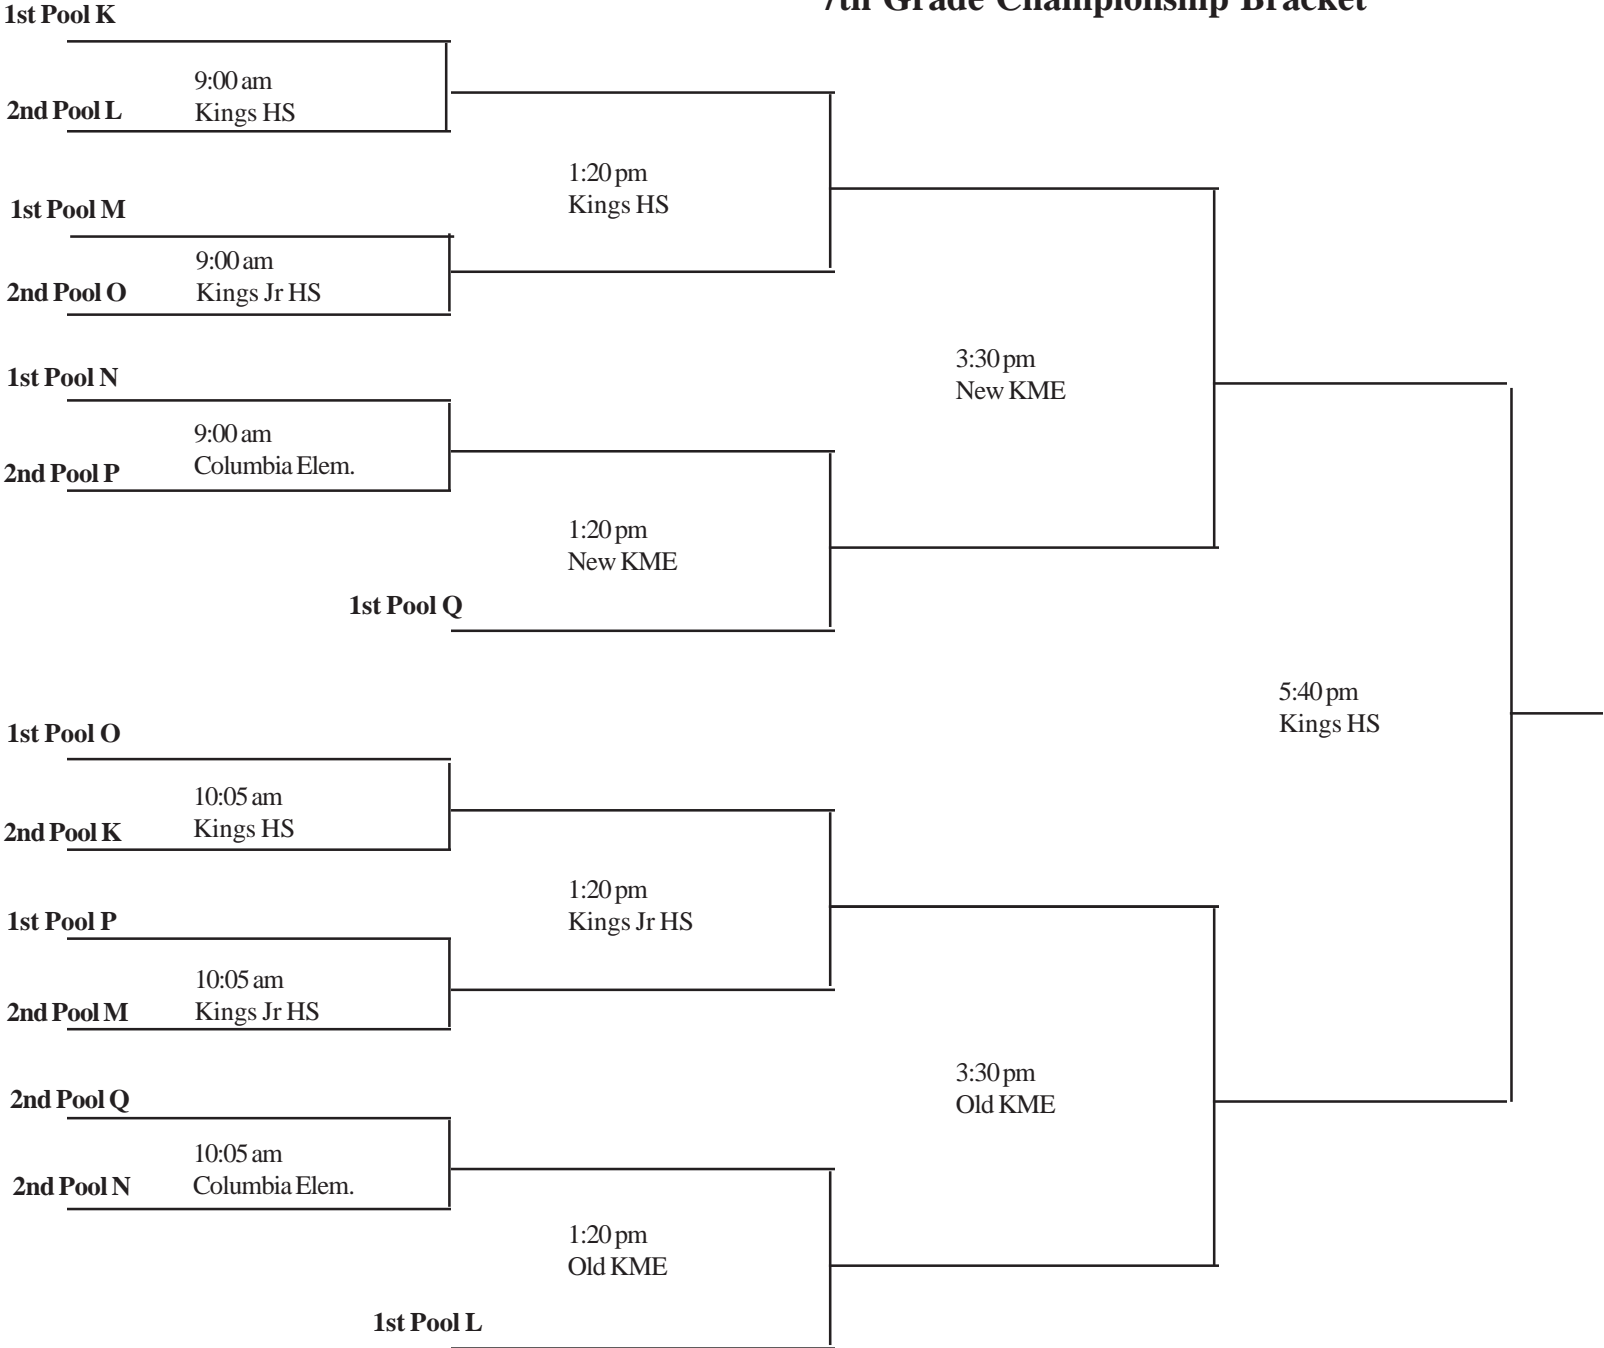 7th Grade Championship Bracket
1st Pool K
9:00 am
Kings HS
2nd Pool L
1:20 pm
Kings HS
1st Pool M
9:00 am
Kings Jr HS
2nd Pool O
3:30 pm
New KME
1st Pool N
9:00 am
Columbia Elem.
2nd Pool P
1:20 pm
New KME
1st Pool Q
5:40 pm
Kings HS
1st Pool O
10:05 am
Kings HS
2nd Pool K
1:20 pm
Kings Jr HS
1st Pool P
10:05 am
Kings Jr HS
2nd Pool M
3:30 pm
Old KME
2nd Pool Q
10:05 am
Columbia Elem.
2nd Pool N
1:20 pm
Old KME
1st Pool L